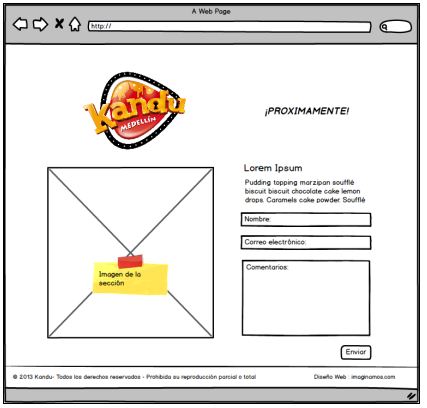 A Web Page
http://
Kandu
MEDELLÍN
¡PROXIMAMENTE!
Lorem Ipsum
Pudding topping marzipan soufflé
biscuit biscuit chocolate cake lemon
drops. Caramels cake powder. Soufflé
Nombre:
Correo electrónico:
Imagen de la
sección
Comentarios:
Enviar
© 2013 Kandu- Todos los derechos reservados - Prohibida su reproducción parcial o total
Diseño Web : imaginamos.com